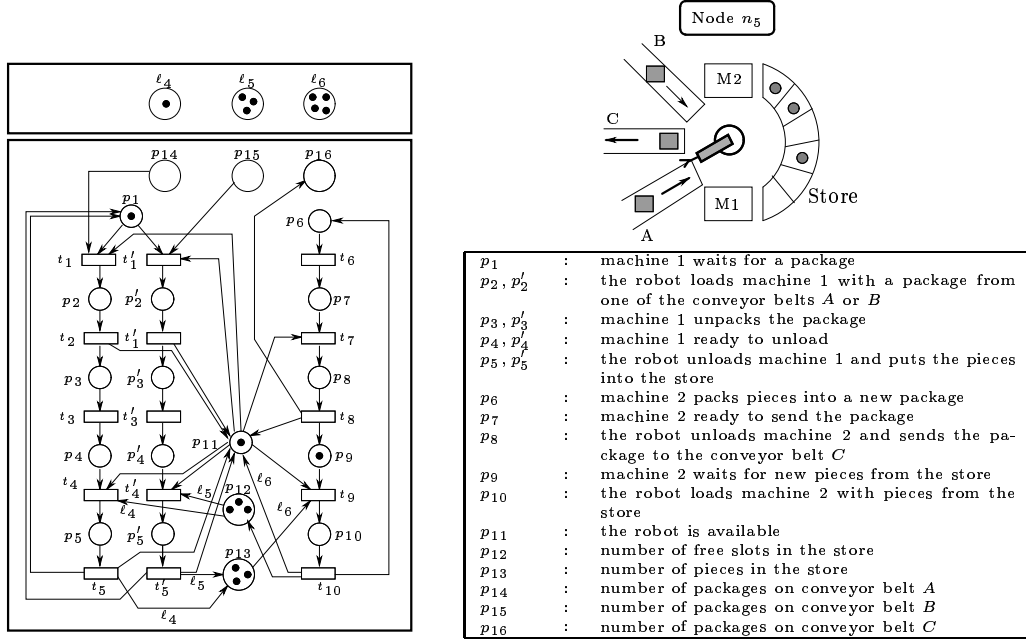 Node n₅
B
M2
C
Store
M1
A
ℓ₄ ℓ₅ ℓ₆
p₁₄ p₁₅ p₁₆
p₁
p₆
t₁ t′₁ t₆
p₂ p′₂ p₇
t₂ t′₁ t₇
p₃ p′₃ p₈
t₃ t′₃ t₈
p₁₁
p₄ p′₄ p₉
ℓ₆
t₄ t′₄ ℓ₅ p₁₂ ℓ₆ t₉
ℓ₄
p₅ p′₅ p₁₀
p₁₃
t₅ t′₅ ℓ₅ t₁₀
ℓ₄
p₁ : machine 1 waits for a package
p₂, p′₂ : the robot loads machine 1 with a package from
one of the conveyor belts A or B
p₃, p′₃ : machine 1 unpacks the package
p₄, p′₄ : machine 1 ready to unload
p₅, p′₅ : the robot unloads machine 1 and puts the pieces
into the store
p₆ : machine 2 packs pieces into a new package
p₇ : machine 2 ready to send the package
p₈ : the robot unloads machine 2 and sends the pa-
ckage to the conveyor belt C
p₉ : machine 2 waits for new pieces from the store
p₁₀ : the robot loads machine 2 with pieces from the
store
p₁₁ : the robot is available
p₁₂ : number of free slots in the store
p₁₃ : number of pieces in the store
p₁₄ : number of packages on conveyor belt A
p₁₅ : number of packages on conveyor belt B
p₁₆ : number of packages on conveyor belt C